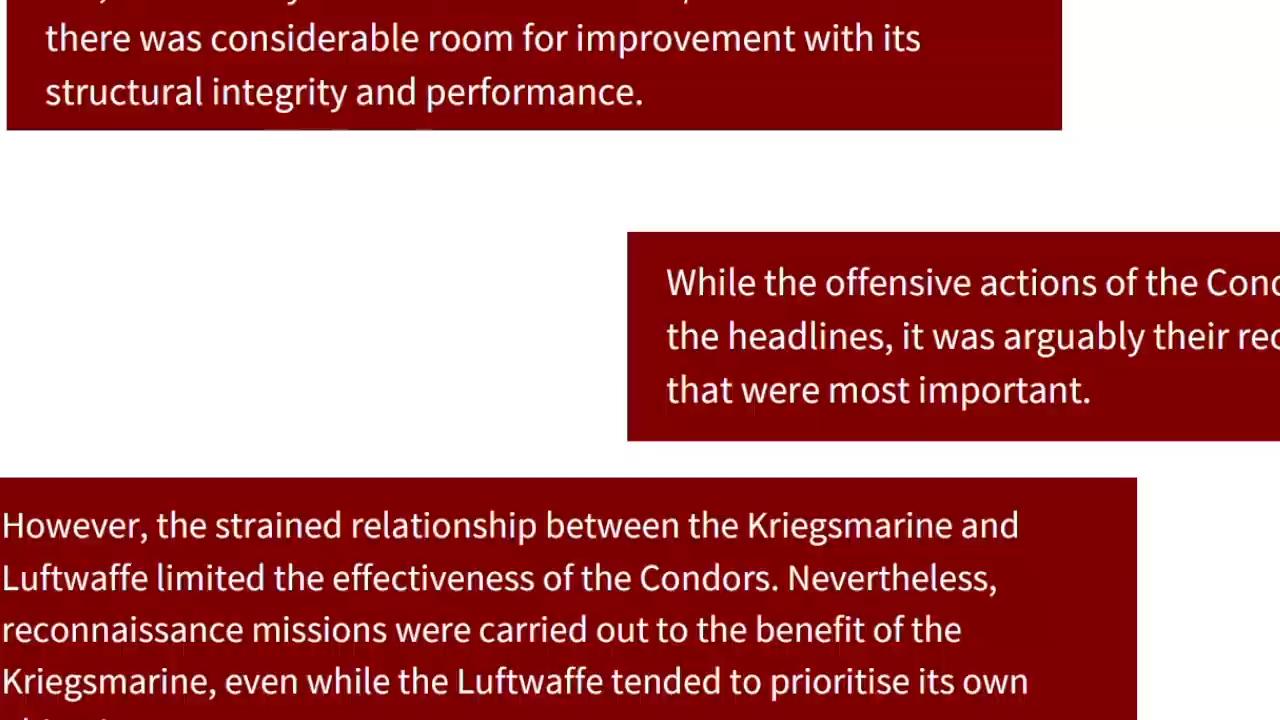 there was considerable room for improvement with its
structural integrity and performance.
While the offensive actions of the
the headlines, it was arguably their
that were most important.
However, the strained relationship between the Kriegsmarine and
Luftwaffe limited the effectiveness of the Condors. Nevertheless,
reconnaissance missions were carried out to the benefit of the
Kriegsmarine, even while the Luftwaffe tended to prioritise its own